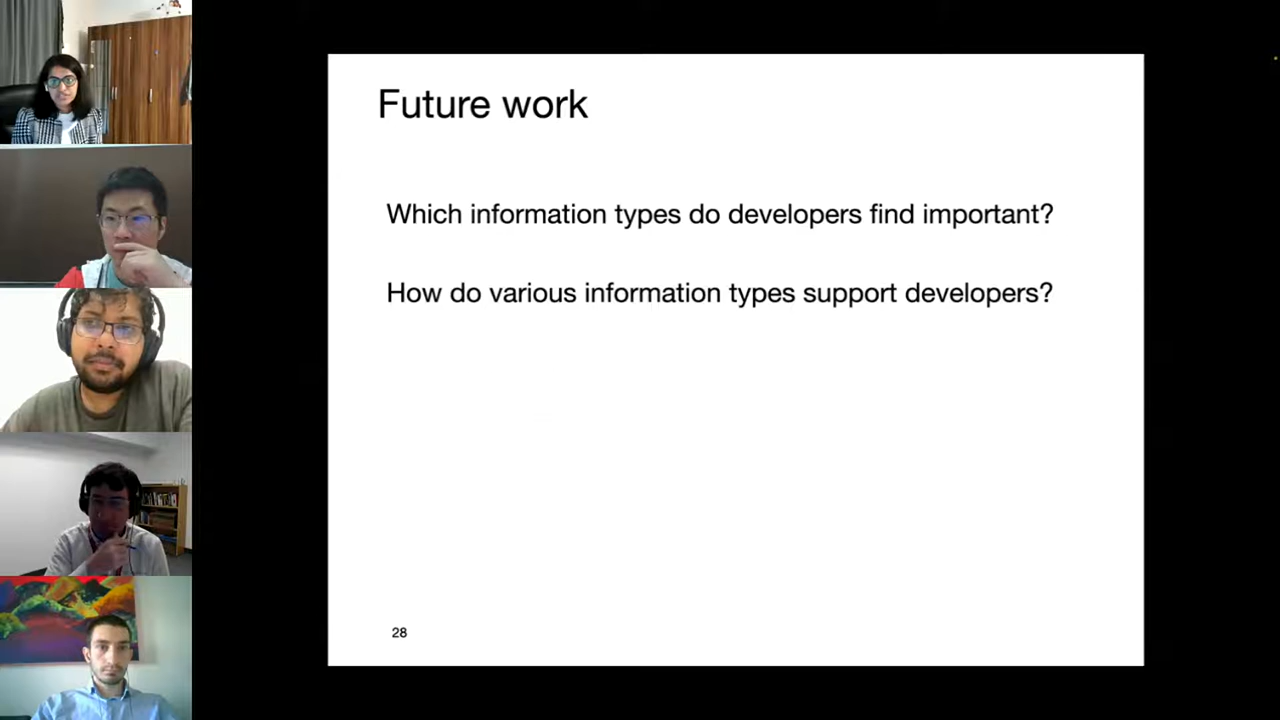 Future work
Which information types do developers find important?
How do various information types support developers?
28